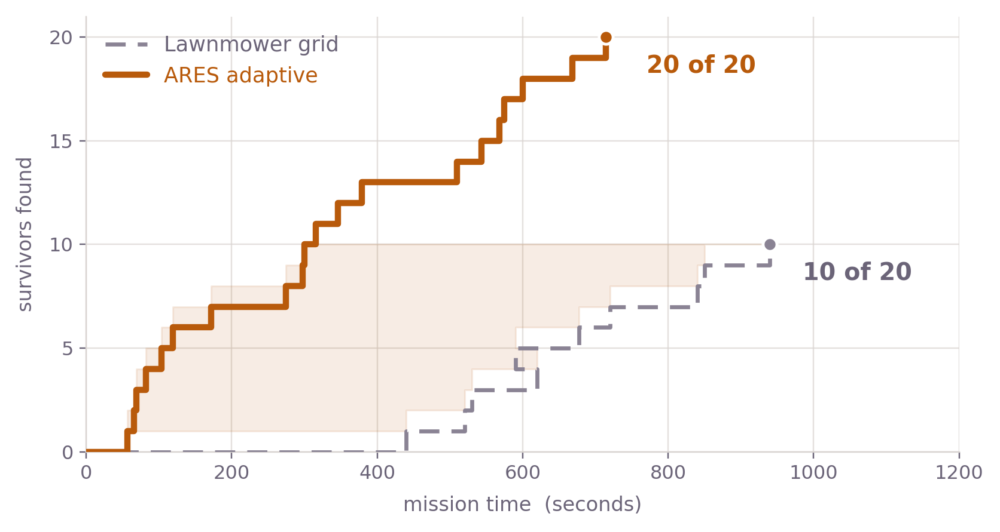 20
15
10
5
0
survivors found
Lawnmower grid
ARES adaptive
20 of 20
10 of 20
0 200 400 600 800 1000 1200
mission time (seconds)